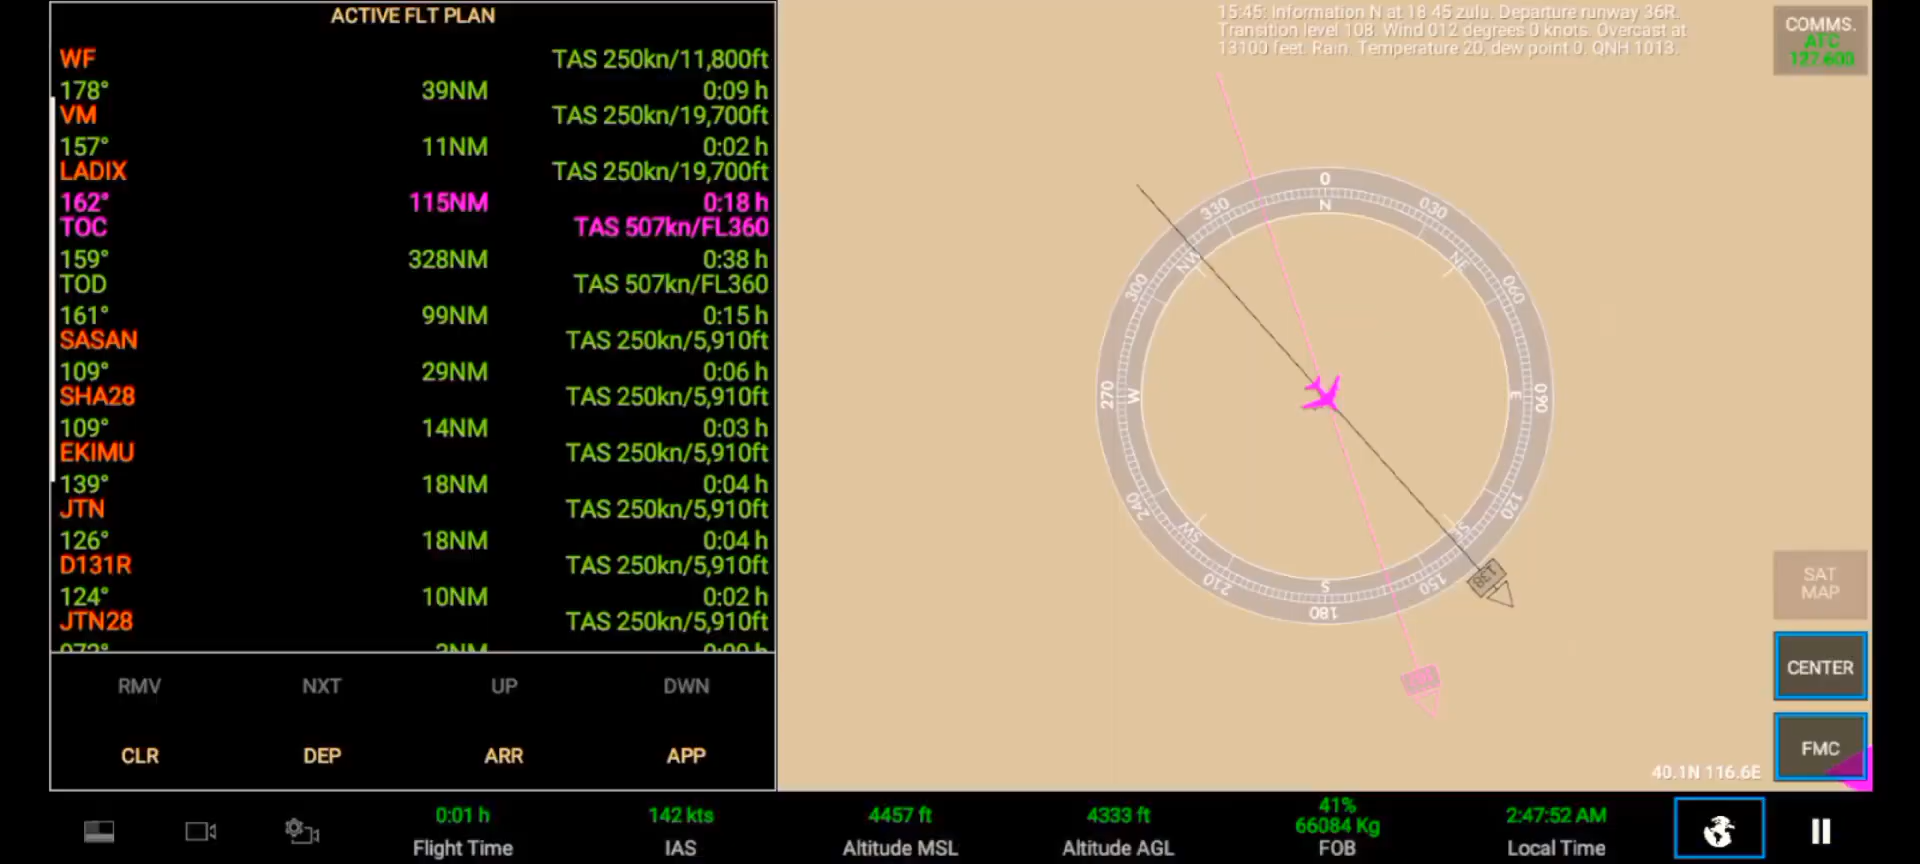 ACTIVE FLT PLAN
WF TAS 250kn/11,800ft
178° 39NM 0:09 h
VM TAS 250kn/19,700ft
157° 11NM 0:02 h
LADIX TAS 250kn/19,700ft
162° 115NM 0:18 h
TOC TAS 507kn/FL360
159° 328NM 0:38 h
TOD TAS 507kn/FL360
161° 99NM 0:15 h
SASAN TAS 250kn/5,910ft
109° 29NM 0:06 h
SHA28 TAS 250kn/5,910ft
109° 14NM 0:03 h
EKIMU TAS 250kn/5,910ft
139° 18NM 0:04 h
JTN TAS 250kn/5,910ft
126° 18NM 0:04 h
D131R TAS 250kn/5,910ft
124° 10NM 0:02 h
JTN28 TAS 250kn/5,910ft
RMV NXT UP DWN
CLR DEP ARR APP
15:45: Information N at 18 45 zulu. Departure runway 36R.
Transition level 108. Wind 012 degrees 0 knots. Overcast at
13100 feet. Rain. Temperature 20, dew point 0. QNH 1013.
COMMS.
ATC
127.600
0
N
030
NE
060
E
090
120
SE
138
150
S
180
210
SW
240
W
270
300
NW
330
SAT
MAP
CENTER
FMC
40.1N 116.6E
0:01 h
Flight Time
142 kts
IAS
4457 ft
Altitude MSL
4333 ft
Altitude AGL
41%
66084 Kg
FOB
2:47:52 AM
Local Time